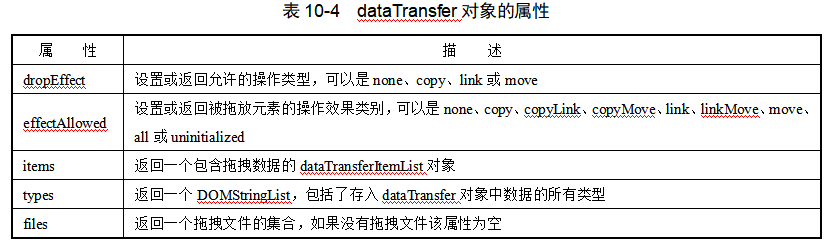 表 10-4 dataTransfer 对象的属性
属 性 描 述
dropEffect 设置或返回允许的操作类型，可以是 none、copy、link 或 move
effectAllowed 设置或返回被拖放元素的操作效果类别，可以是 none、copy、copyLink、copyMove、link、linkMove、move、
all 或 uninitialized
items 返回一个包含拖拽数据的 dataTransferItemList 对象
types 返回一个 DOMStringList，包括了存入 dataTransfer 对象中数据的所有类型
files 返回一个拖拽文件的集合，如果没有拖拽文件该属性为空